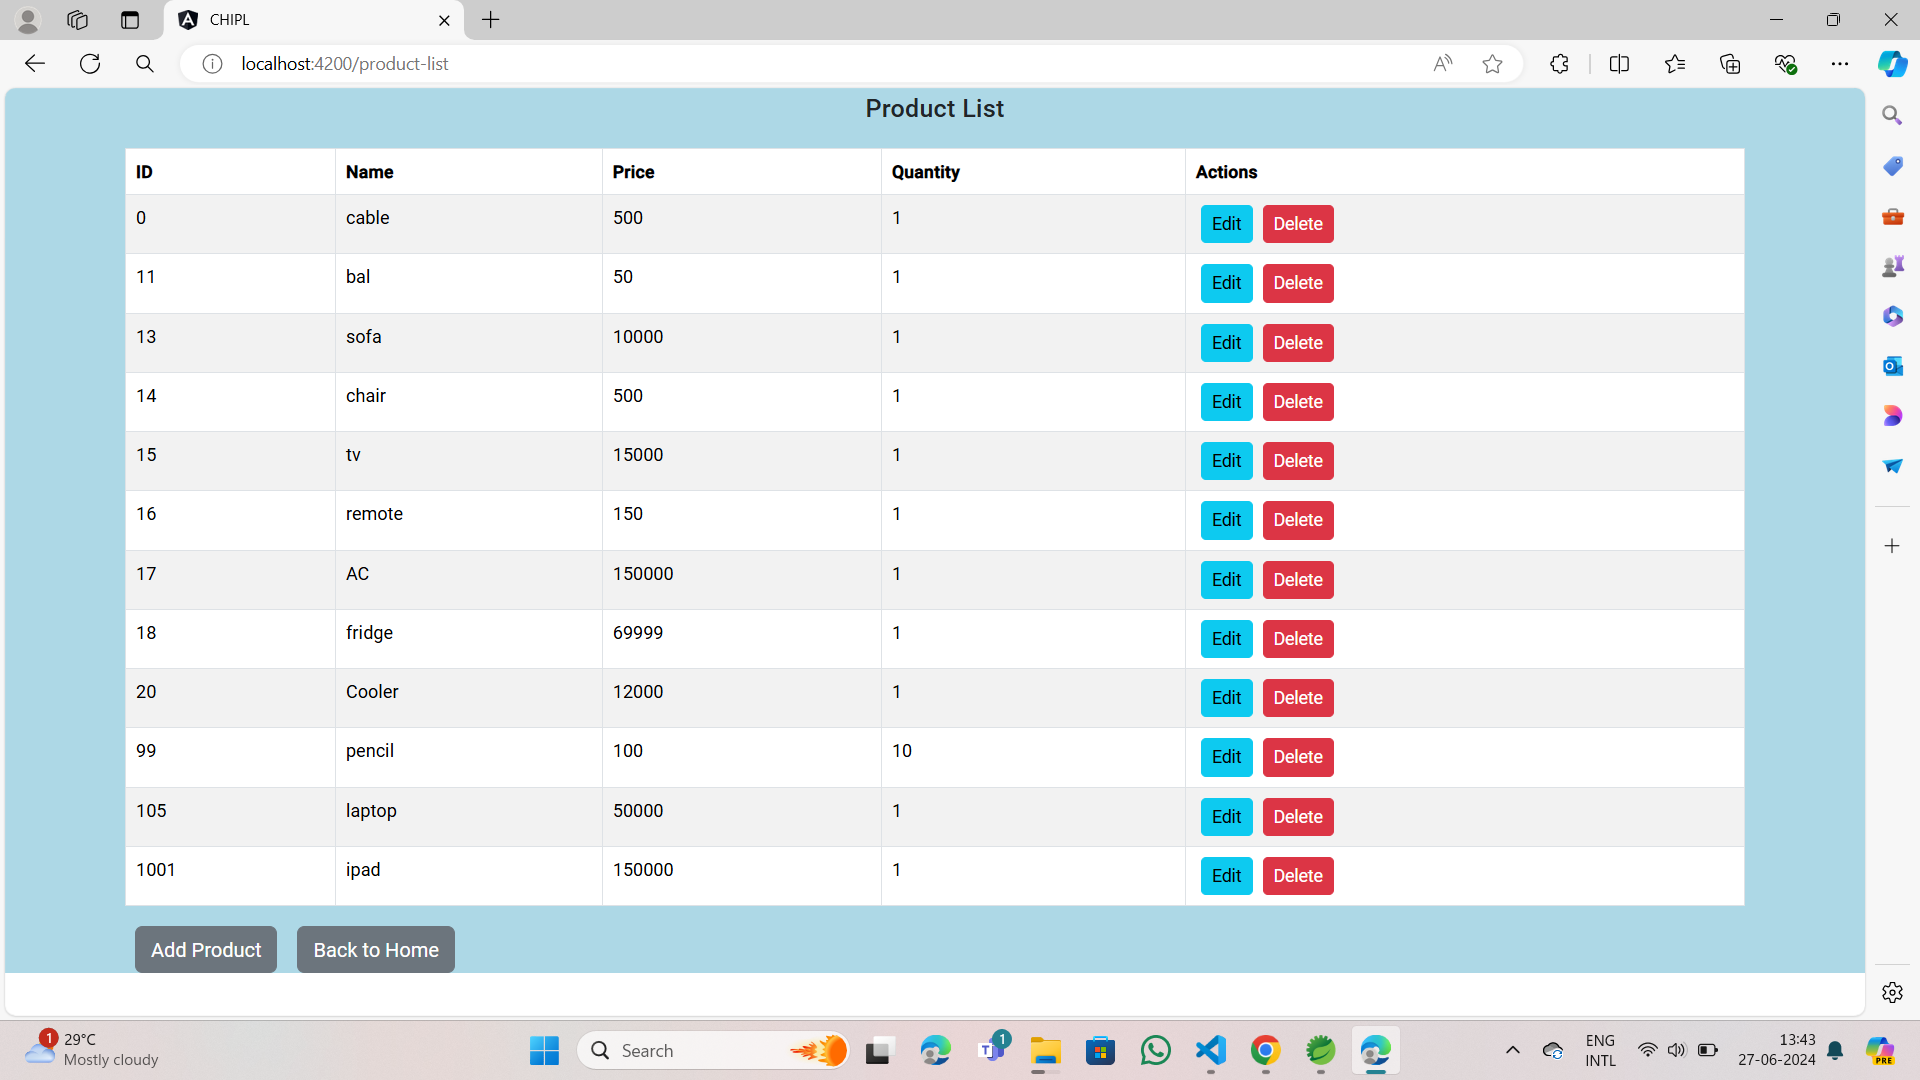 CHIPL
localhost:4200/product-list
Product List
ID Name Price Quantity Actions
0 cable 500 1 Edit Delete
11 bal 50 1 Edit Delete
13 sofa 10000 1 Edit Delete
14 chair 500 1 Edit Delete
15 tv 15000 1 Edit Delete
16 remote 150 1 Edit Delete
17 AC 150000 1 Edit Delete
18 fridge 69999 1 Edit Delete
20 Cooler 12000 1 Edit Delete
99 pencil 100 10 Edit Delete
105 laptop 50000 1 Edit Delete
1001 ipad 150000 1 Edit Delete
Add Product Back to Home
1 29°C
Mostly cloudy
Search
1
ENG
INTL
13:43
27-06-2024
PRE